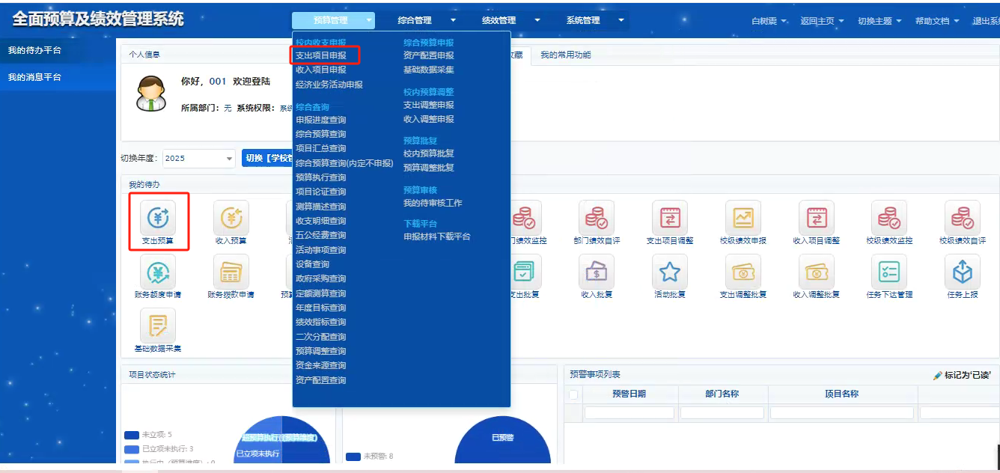 全面预算及绩效管理系统
预算管理
综合管理
绩效管理
系统管理
白树震
返回主页
切换主题
帮助文档
退出系
我的待办平台
我的消息平台
个人信息
你好，001 欢迎登陆
所属部门：无 系统权限：系
切换年度：2025
切换【学校
我的待办
校内收支申报
支出项目申报
收入项目申报
经济业务活动申报
综合查询
申报进度查询
综合预算查询
项目汇总查询
综合预算查询(内定不申报)
预算执行查询
项目论证查询
测算描述查询
收支明细查询
五公经费查询
活动事项查询
设备查询
政府采购查询
定额测算查询
年度目标查询
绩效指标查询
二次分配查询
预算调整查询
资金来源查询
资产配置查询
综合预算申报
资产配置申报
基础数据采集
校内预算调整
支出调整申报
收入调整申报
预算批复
校内预算批复
预算调整批复
预算审核
我的待审核工作
下载平台
申报材料下载平台
藏
我的常用功能
支出预算
收入预算
门绩效监控
部门绩效自评
支出项目调整
校级绩效申报
收入项目调整
校级绩效监控
校级绩效自评
账务额度申请
账务拨款申请
预
支出批复
收入批复
活动批复
支出调整批复
收入调整批复
任务下达管理
任务上报
基础数据采集
项目状态统计
未立项: 5
已立项未执行: 3
执行中（预算维度）: 0
超预算执行(预算维度)
已立项未执行
未预警: 8
已预警
预警事项列表
标记为'已读'
预警日期
部门名称
项目名称